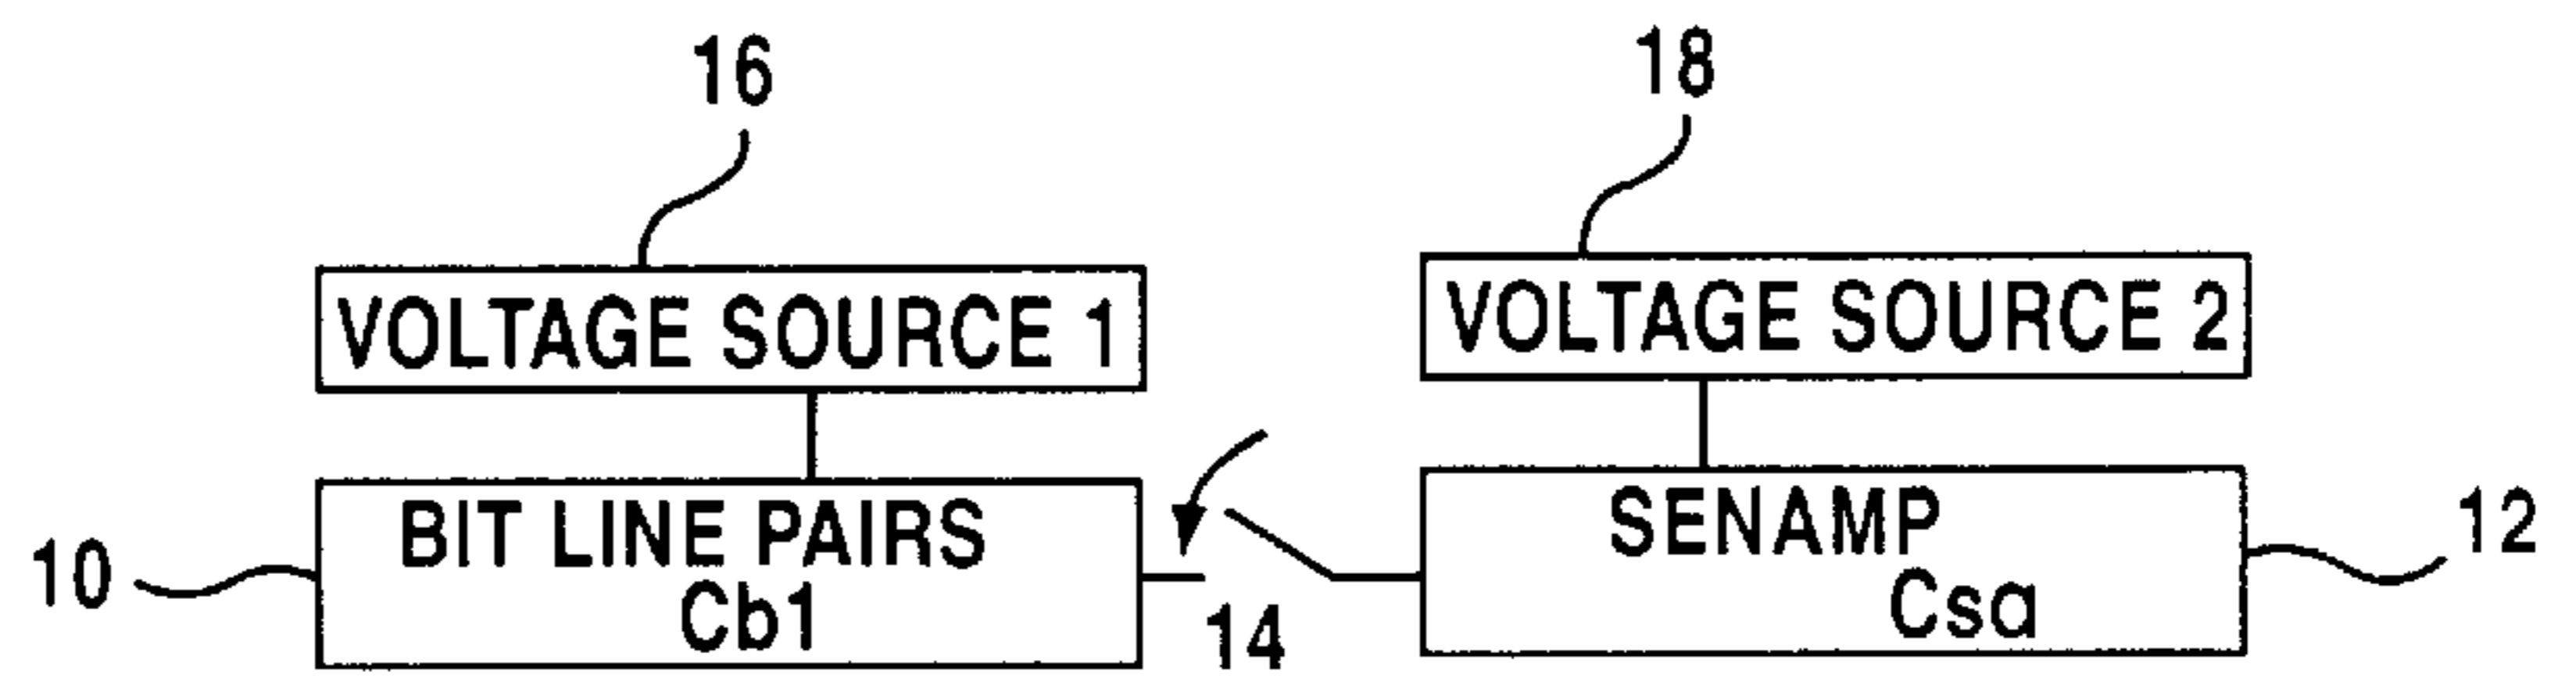 16
18
VOLTAGE SOURCE 1
VOLTAGE SOURCE 2
BIT LINE PAIRS
Cb1
SENAMP
Csa
10
12
14